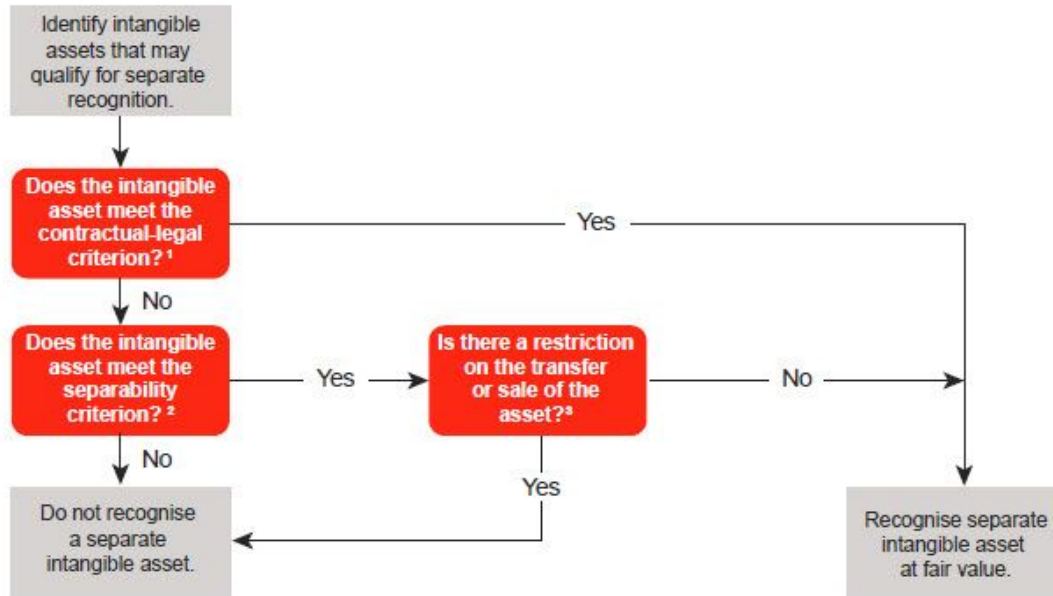 Identify intangible
assets that may
qualify for separate
recognition.
Does the intangible
asset meet the
contractual-legal
criterion? ¹
Yes
No
Does the intangible
asset meet the
separability
criterion? ²
Yes
Is there a restriction
on the transfer
or sale of the
asset?³
No
No
Yes
Do not recognise
a separate
intangible asset.
Recognise separate
intangible asset
at fair value.